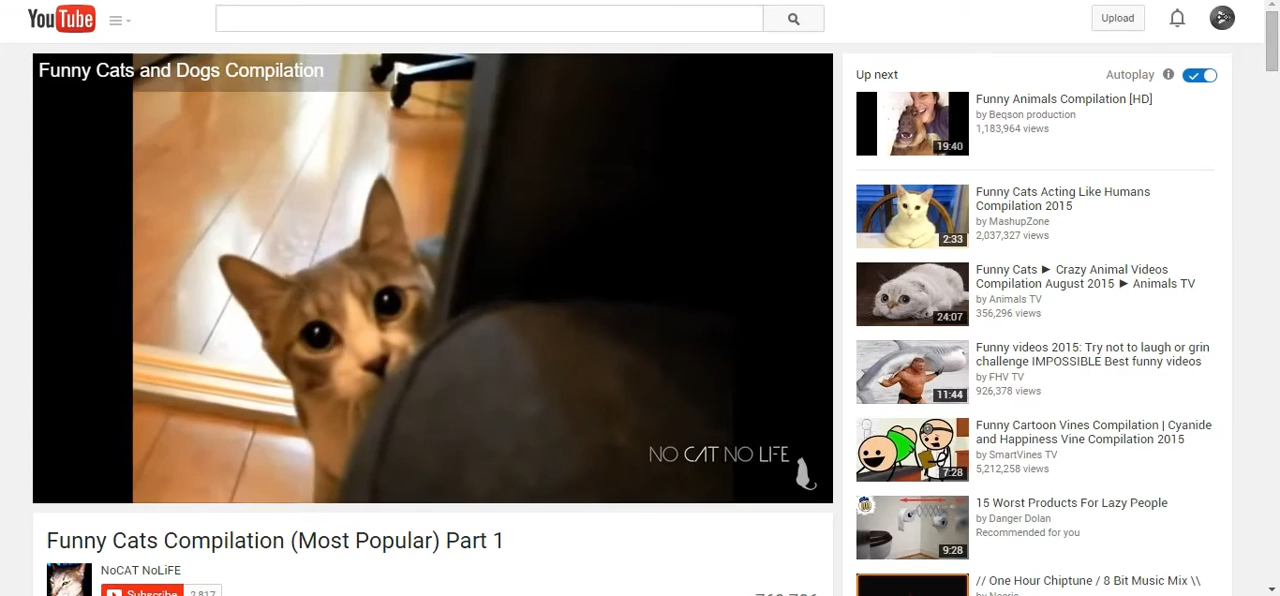 YouTube
Upload
Funny Cats and Dogs Compilation
NO CAT NO LIFE
Funny Cats Compilation (Most Popular) Part 1
NoCAT NoLiFE
Subscribe 2,817
Up next
Autoplay
Funny Animals Compilation [HD]
by Beqson production
1,183,964 views
19:40
Funny Cats Acting Like Humans
Compilation 2015
by MashupZone
2,037,327 views
2:33
Funny Cats ► Crazy Animal Videos
Compilation August 2015 ► Animals TV
by Animals TV
356,296 views
24:07
Funny videos 2015: Try not to laugh or grin
challenge IMPOSSIBLE Best funny videos
by FHV TV
926,378 views
11:44
Funny Cartoon Vines Compilation | Cyanide
and Happiness Vine Compilation 2015
by SmartVines TV
5,212,258 views
7:28
15 Worst Products For Lazy People
by Danger Dolan
Recommended for you
9:28
// One Hour Chiptune / 8 Bit Music Mix \\